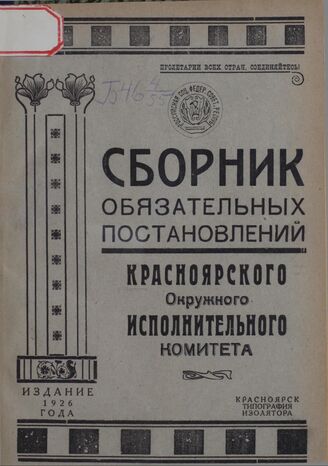 ПРОЛЕТАРИИ ВСЕХ СТРАН, СОЕДИНЯЙТЕСЬ!
СБОРНИК
ОБЯЗАТЕЛЬНЫХ
ПОСТАНОВЛЕНИЙ
КРАСНОЯРСКОГО
Окружного
ИСПОЛНИТЕЛЬНОГО
КОМИТЕТА
ИЗДАНИЕ
1926
ГОДА
КРАСНОЯРСК
ТИПОГРАФИЯ
ИЗОЛЯТОРА